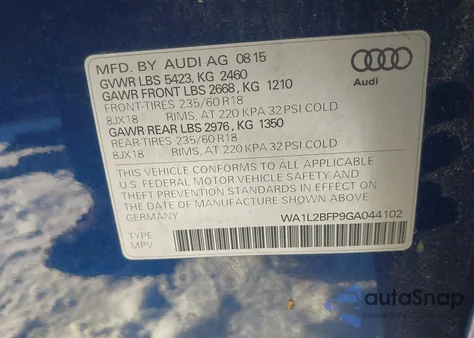 MFD. BY AUDI AG 08 15
GVWR LBS 5423, KG 2460
GAWR FRONT LBS 2668, KG 1210
FRONT-TIRES 235/60 R18
8JX18 RIMS, AT 220 KPA 32 PSI COLD
GAWR REAR LBS 2976, KG 1350
REAR-TIRES 235/60 R18
8JX18 RIMS, AT 220 KPA 32 PSI COLD
Audi
THIS VEHICLE CONFORMS TO ALL APPLICABLE
U.S. FEDERAL MOTOR VEHICLE SAFETY AND
THEFT PREVENTION STANDARDS IN EFFECT ON
THE DATE OF MANUFACTURE SHOWN ABOVE
GERMANY
WA1L2BFP9GA044102
TYPE
MPV
autoSnap